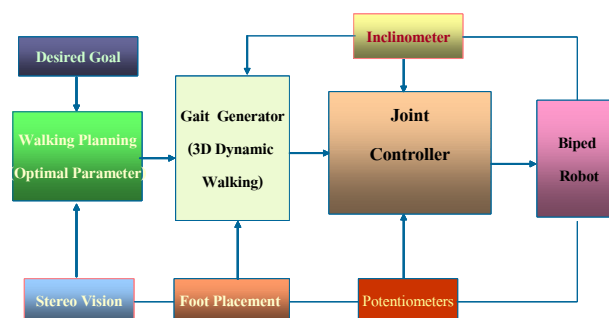 Inclinometer
Desired Goal
Walking Planning
(Optimal Parameter)
Gait Generator
(3D Dynamic
Walking)
Joint
Controller
Biped
Robot
Stereo Vision
Foot Placement
Potentiometers